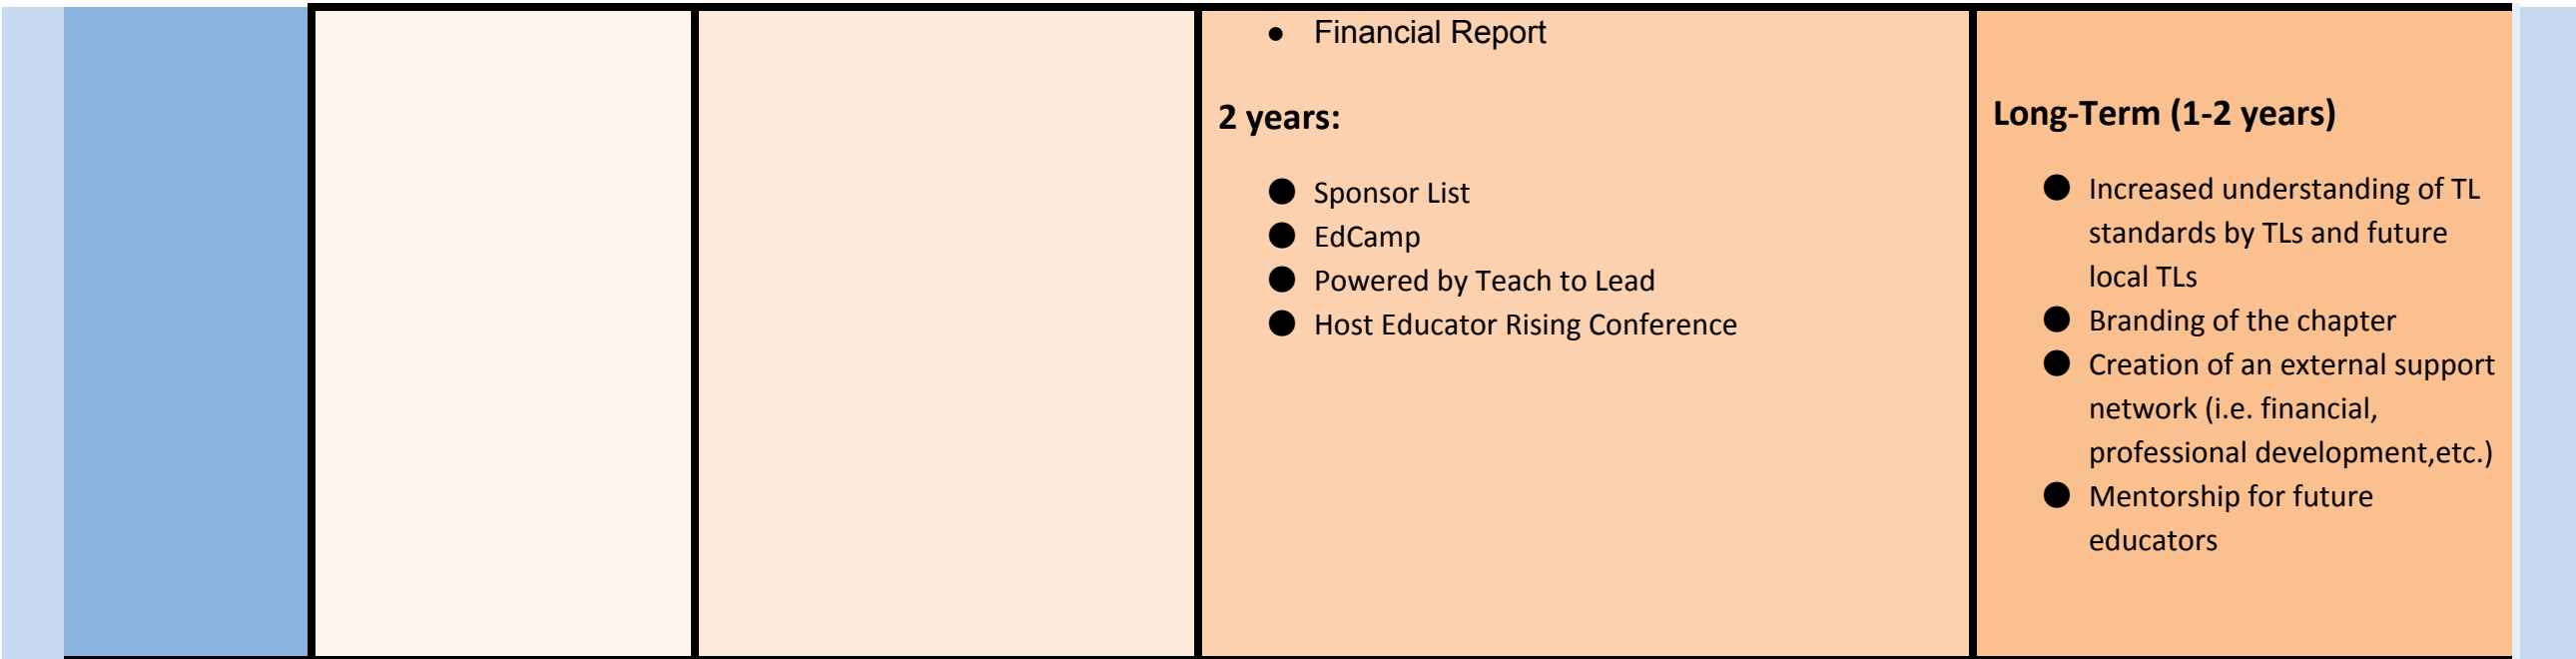 ● Financial Report
2 years:
● Sponsor List
● EdCamp
● Powered by Teach to Lead
● Host Educator Rising Conference
Long-Term (1-2 years)
● Increased understanding of TL
standards by TLs and future
local TLs
● Branding of the chapter
● Creation of an external support
network (i.e. financial,
professional development,etc.)
● Mentorship for future
educators